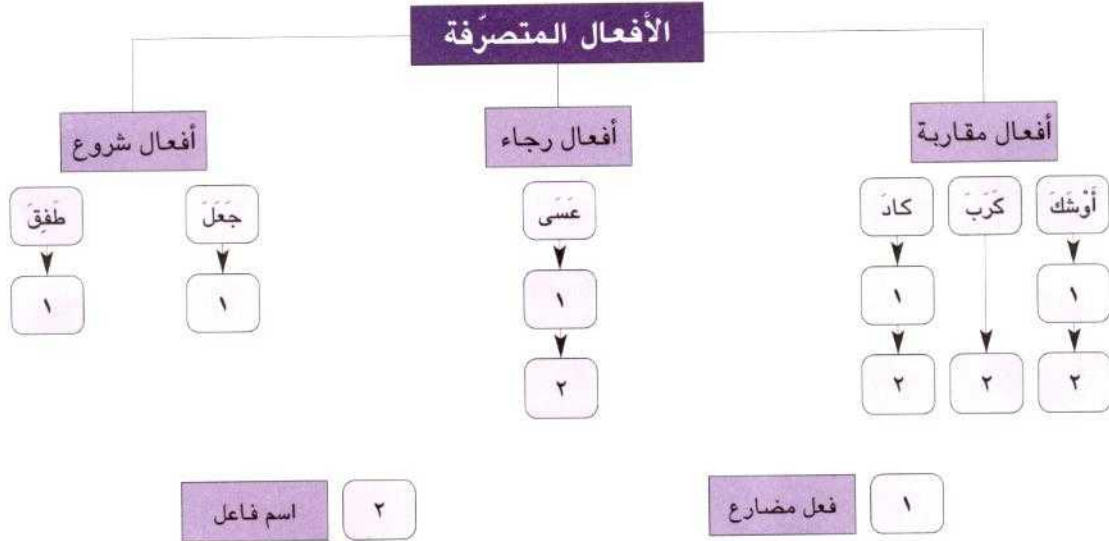 الأفعال المتصرّفة
أفعال مقاربة
أفعال رجاء
أفعال شروع
أَوْشَكَ
كَرَبَ
كادَ
عَسَى
جَعَلَ
طَفِقَ
١
١
١
١
١
٢
٢
٢
٢
١
فعل مضارع
٢
اسم فاعل